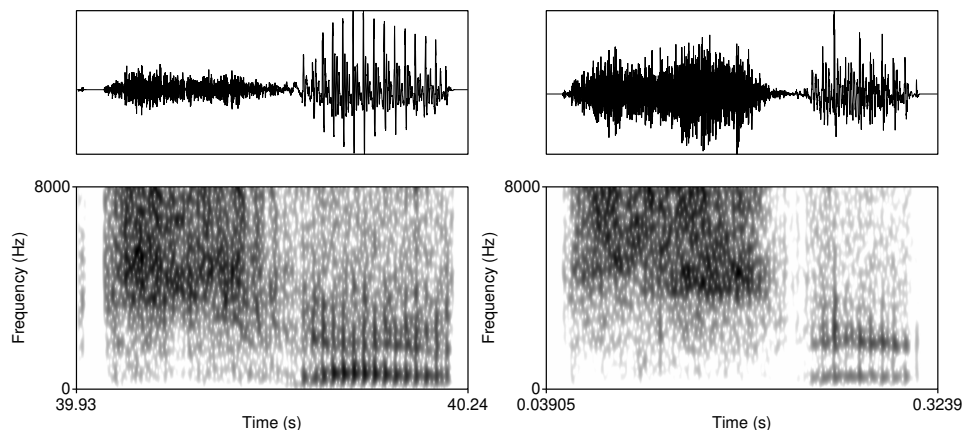 8000 8000
Frequency (Hz) Frequency (Hz)
0 0
39.93 40.24 0.03905 0.3239
Time (s) Time (s)